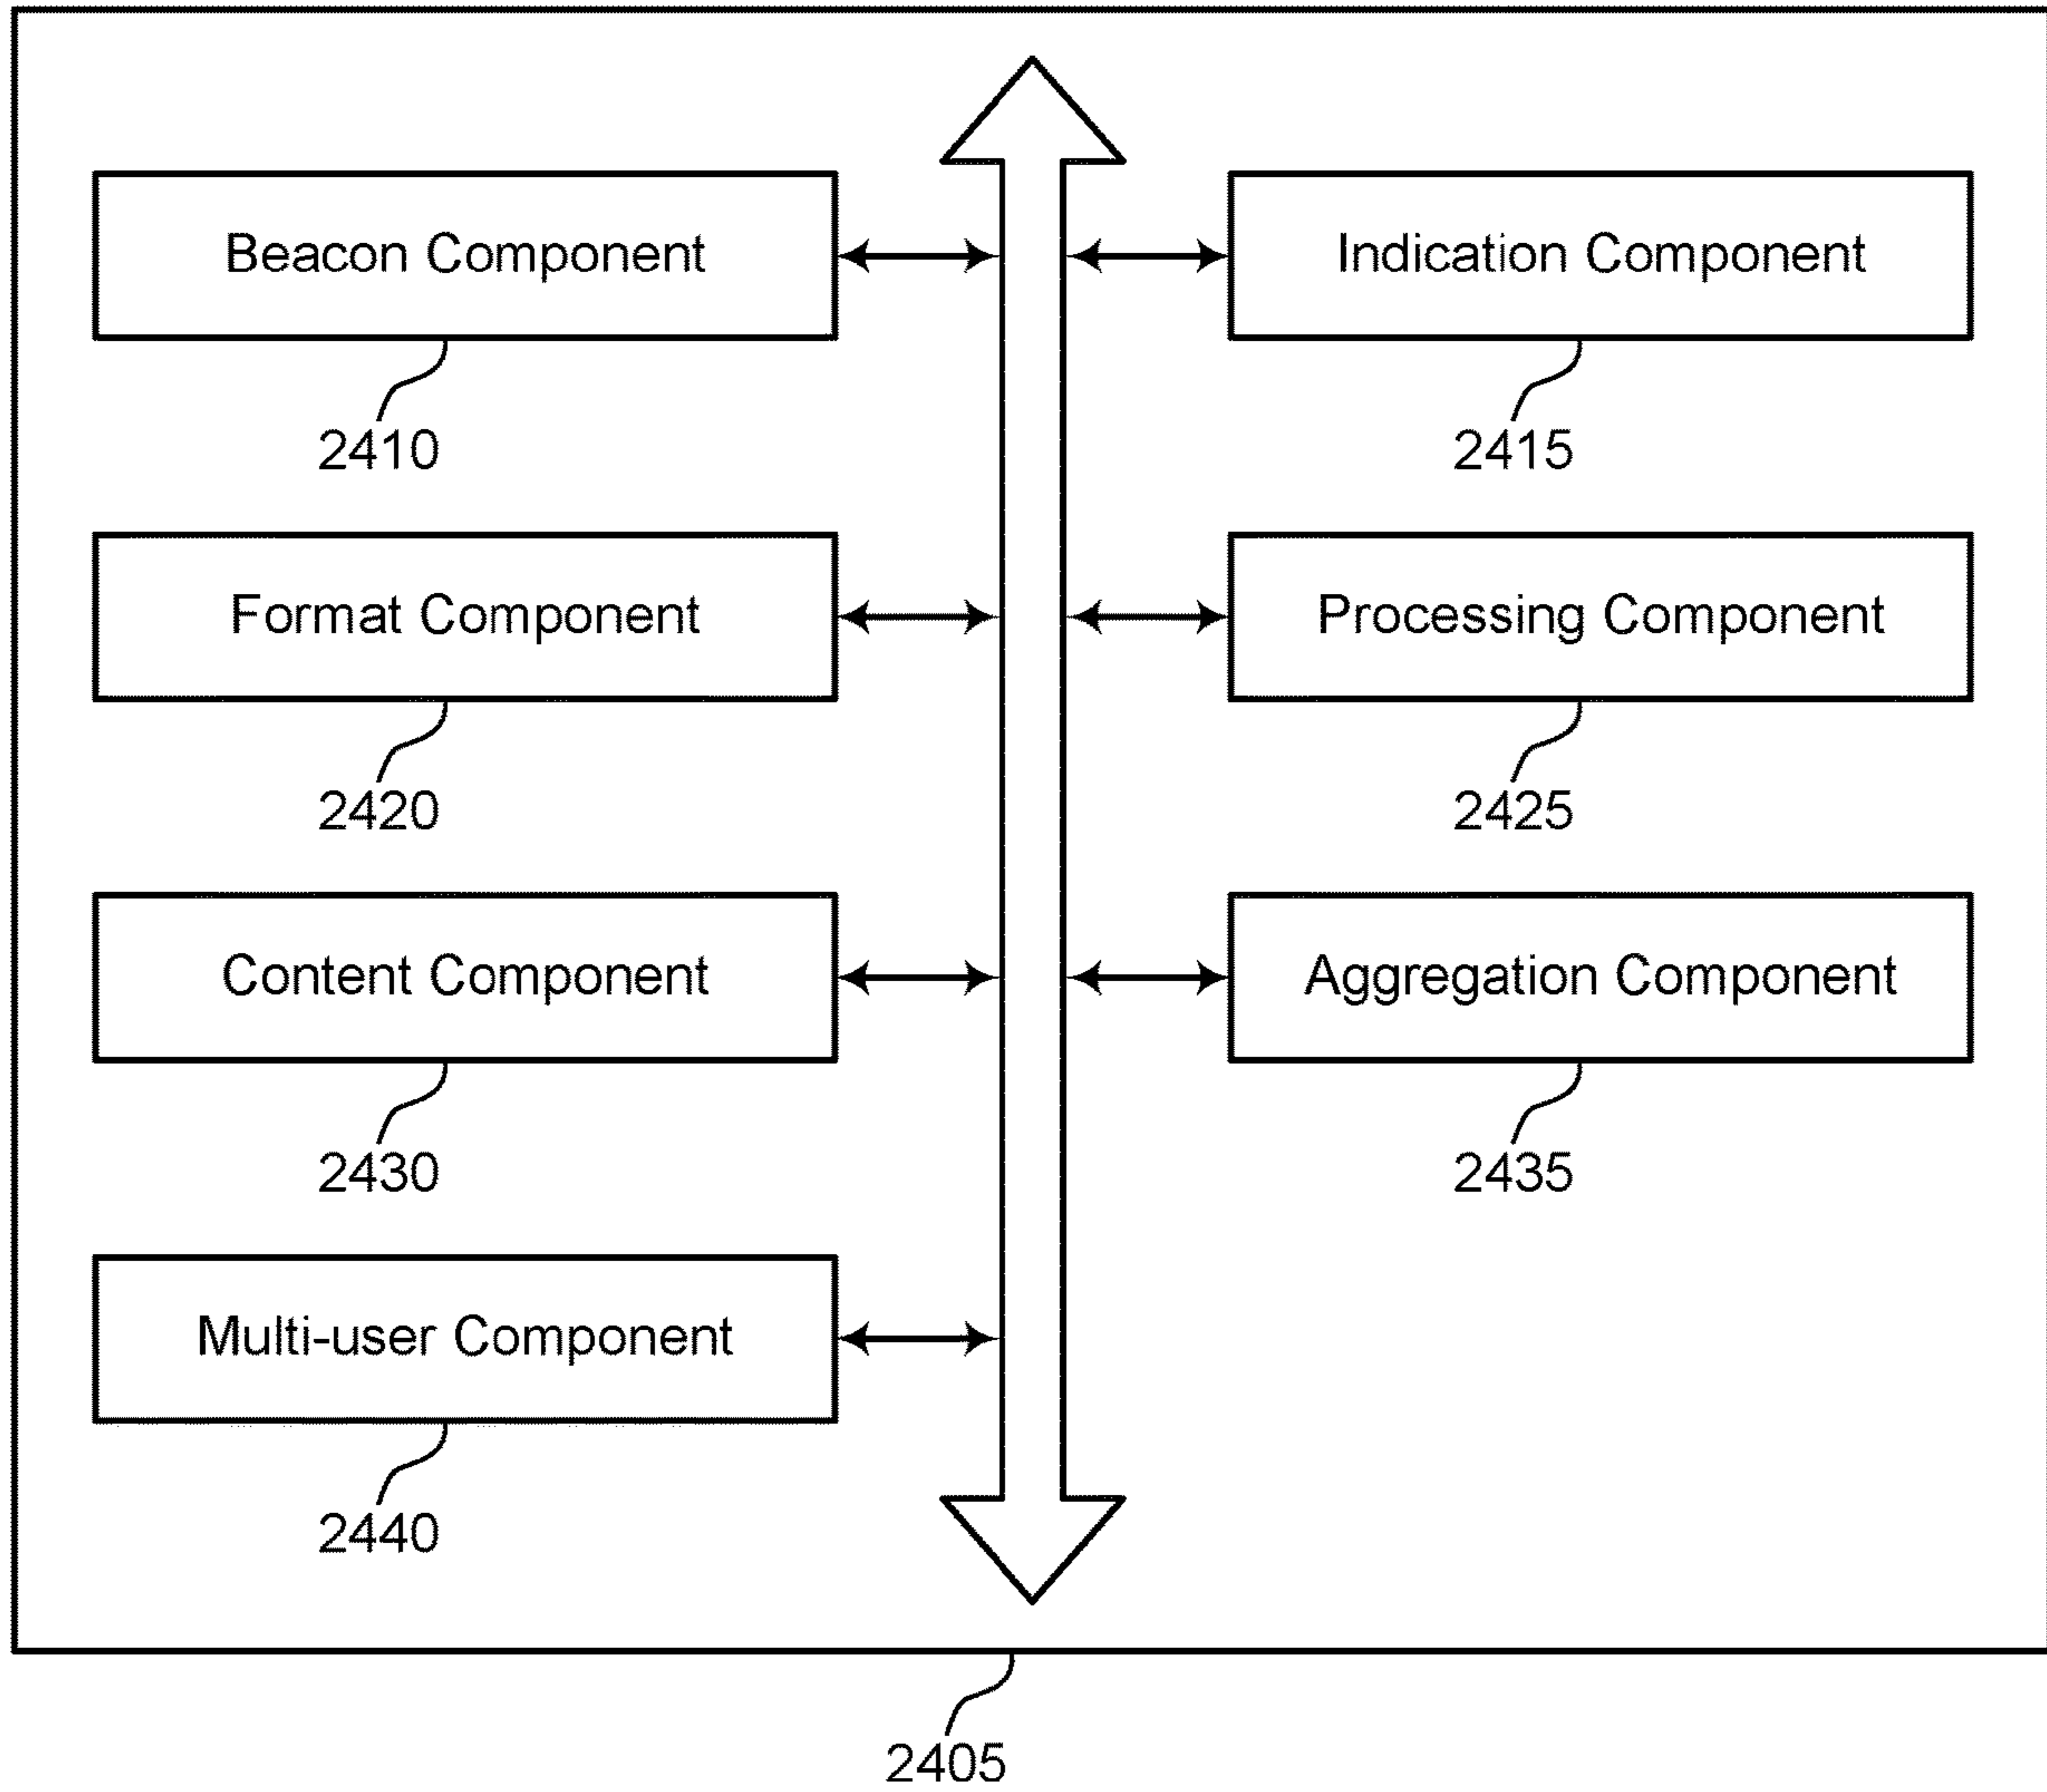 Beacon Component
Indication Component
2410
2415
Format Component
Processing Component
2420
2425
Content Component
Aggregation Component
2430
2435
Multi-user Component
2440
2405